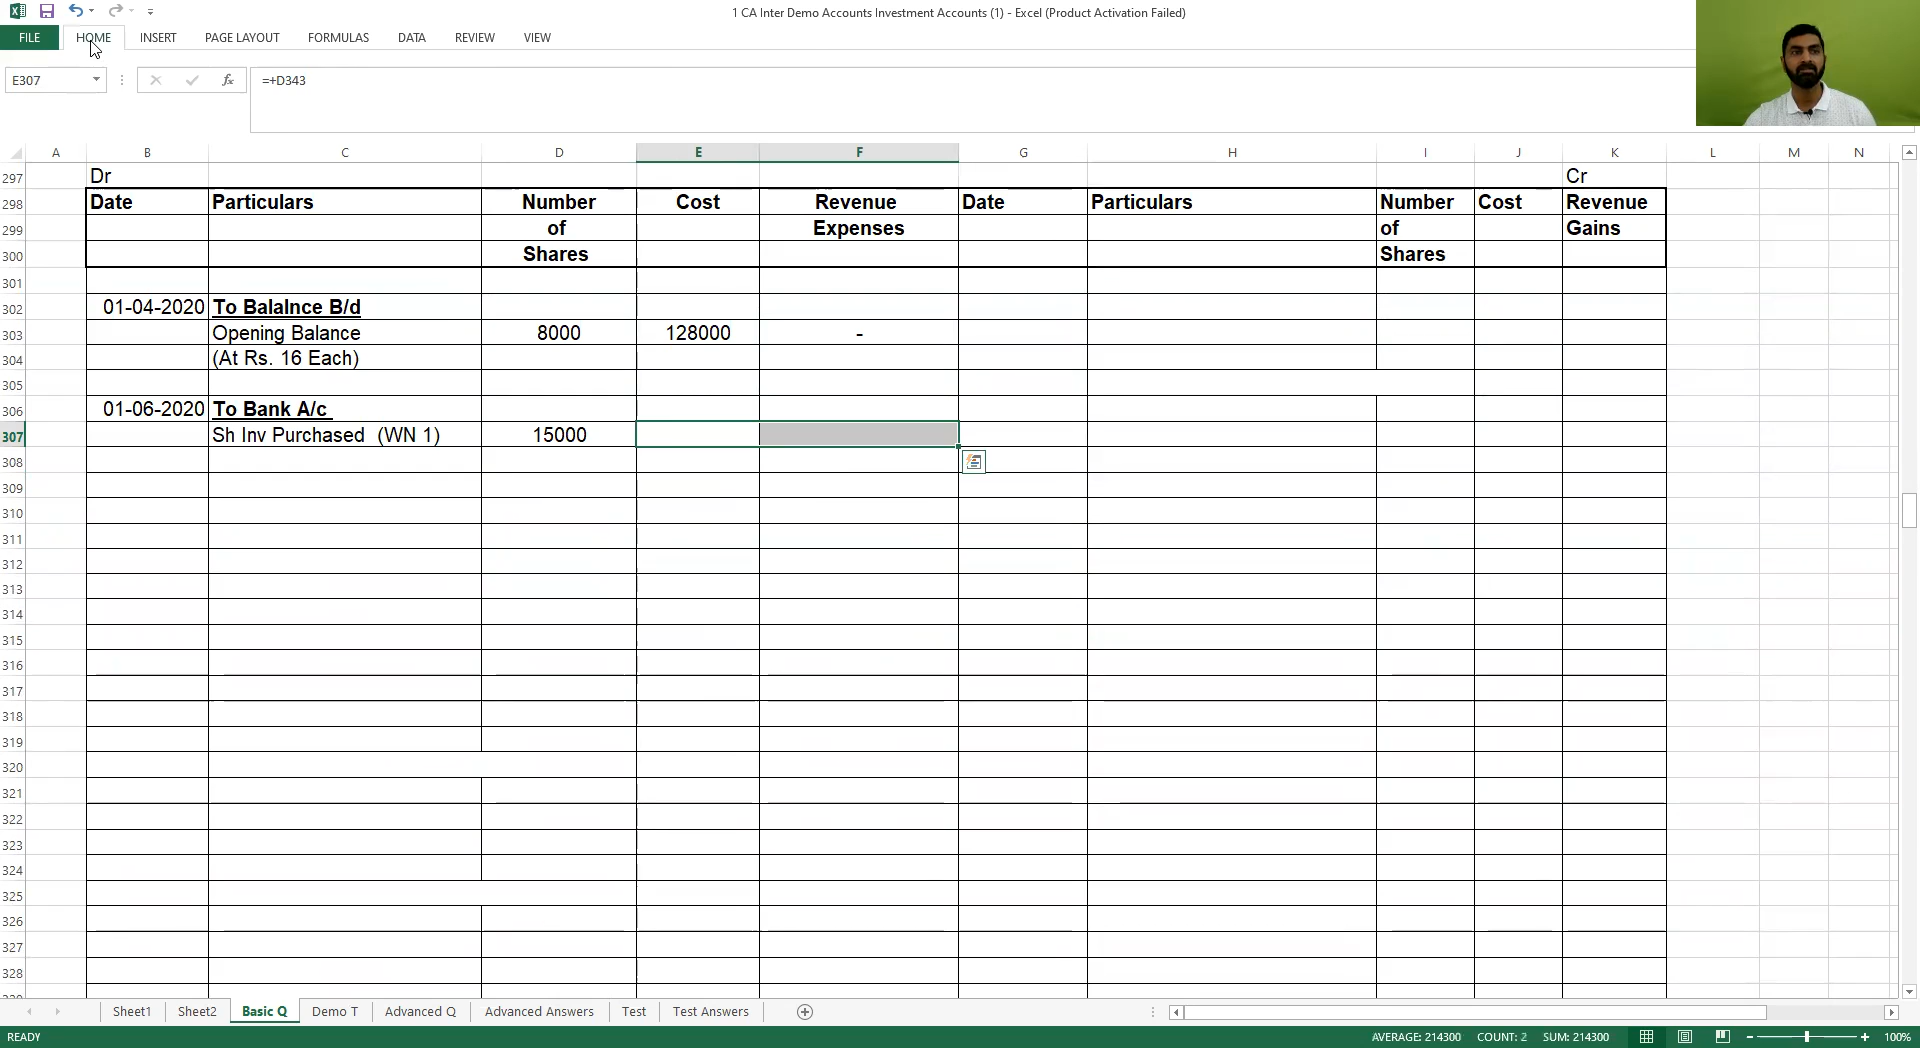 1 CA Inter Demo Accounts Investment Accounts (1) - Excel (Product Activation Failed)
FILE HOME INSERT PAGE LAYOUT FORMULAS DATA REVIEW VIEW
E307 fx =+D343
A B C D E F G H I J K L M N
297 Dr Cr
298 Date Particulars Number Cost Revenue Date Particulars Number Cost Revenue
299 of Expenses of Gains
300 Shares Shares
301
302 01-04-2020 To Balalnce B/d
303 Opening Balance 8000 128000 -
304 (At Rs. 16 Each)
305
306 01-06-2020 To Bank A/c
307 Sh Inv Purchased (WN 1) 15000
308
309
310
311
312
313
314
315
316
317
318
319
320
321
322
323
324
325
326
327
328
Sheet1 Sheet2 Basic Q Demo T Advanced Q Advanced Answers Test Test Answers
READY AVERAGE: 214300 COUNT: 2 SUM: 214300 100%